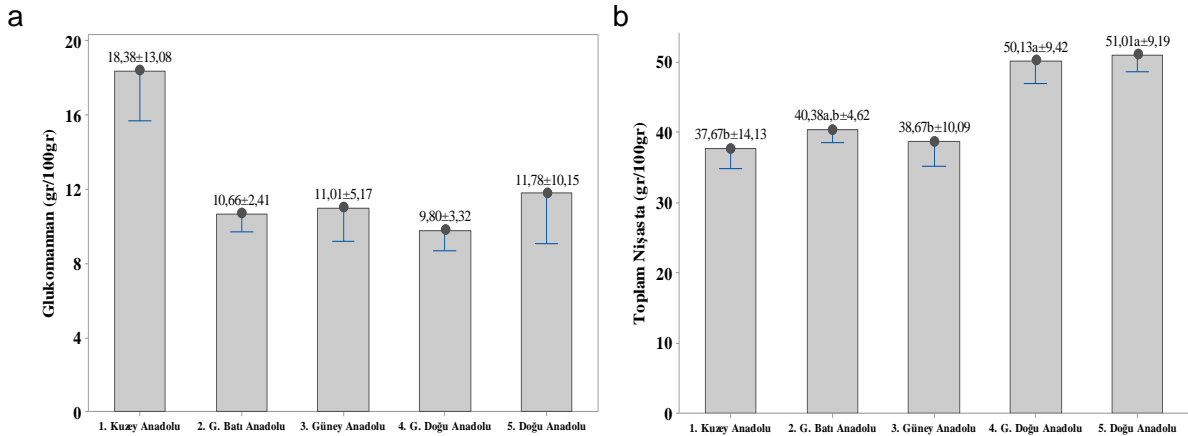 a
Glukomannan (gr/100gr)
20
16
12
8
4
0
18,38±13,08
10,66±2,41
11,01±5,17
9,80±3,32
11,78±10,15
1. Kuzey Anadolu
2. G. Batı Anadolu
3. Güney Anadolu
4. G. Doğu Anadolu
5. Doğu Anadolu
b
Toplam Nişasta (gr/100gr)
50
40
30
20
10
0
37,67b±14,13
40,38a,b±4,62
38,67b±10,09
50,13a±9,42
51,01a±9,19
1. Kuzey Anadolu
2. G. Batı Anadolu
3. Güney Anadolu
4. G. Doğu Anadolu
5. Doğu Anadolu